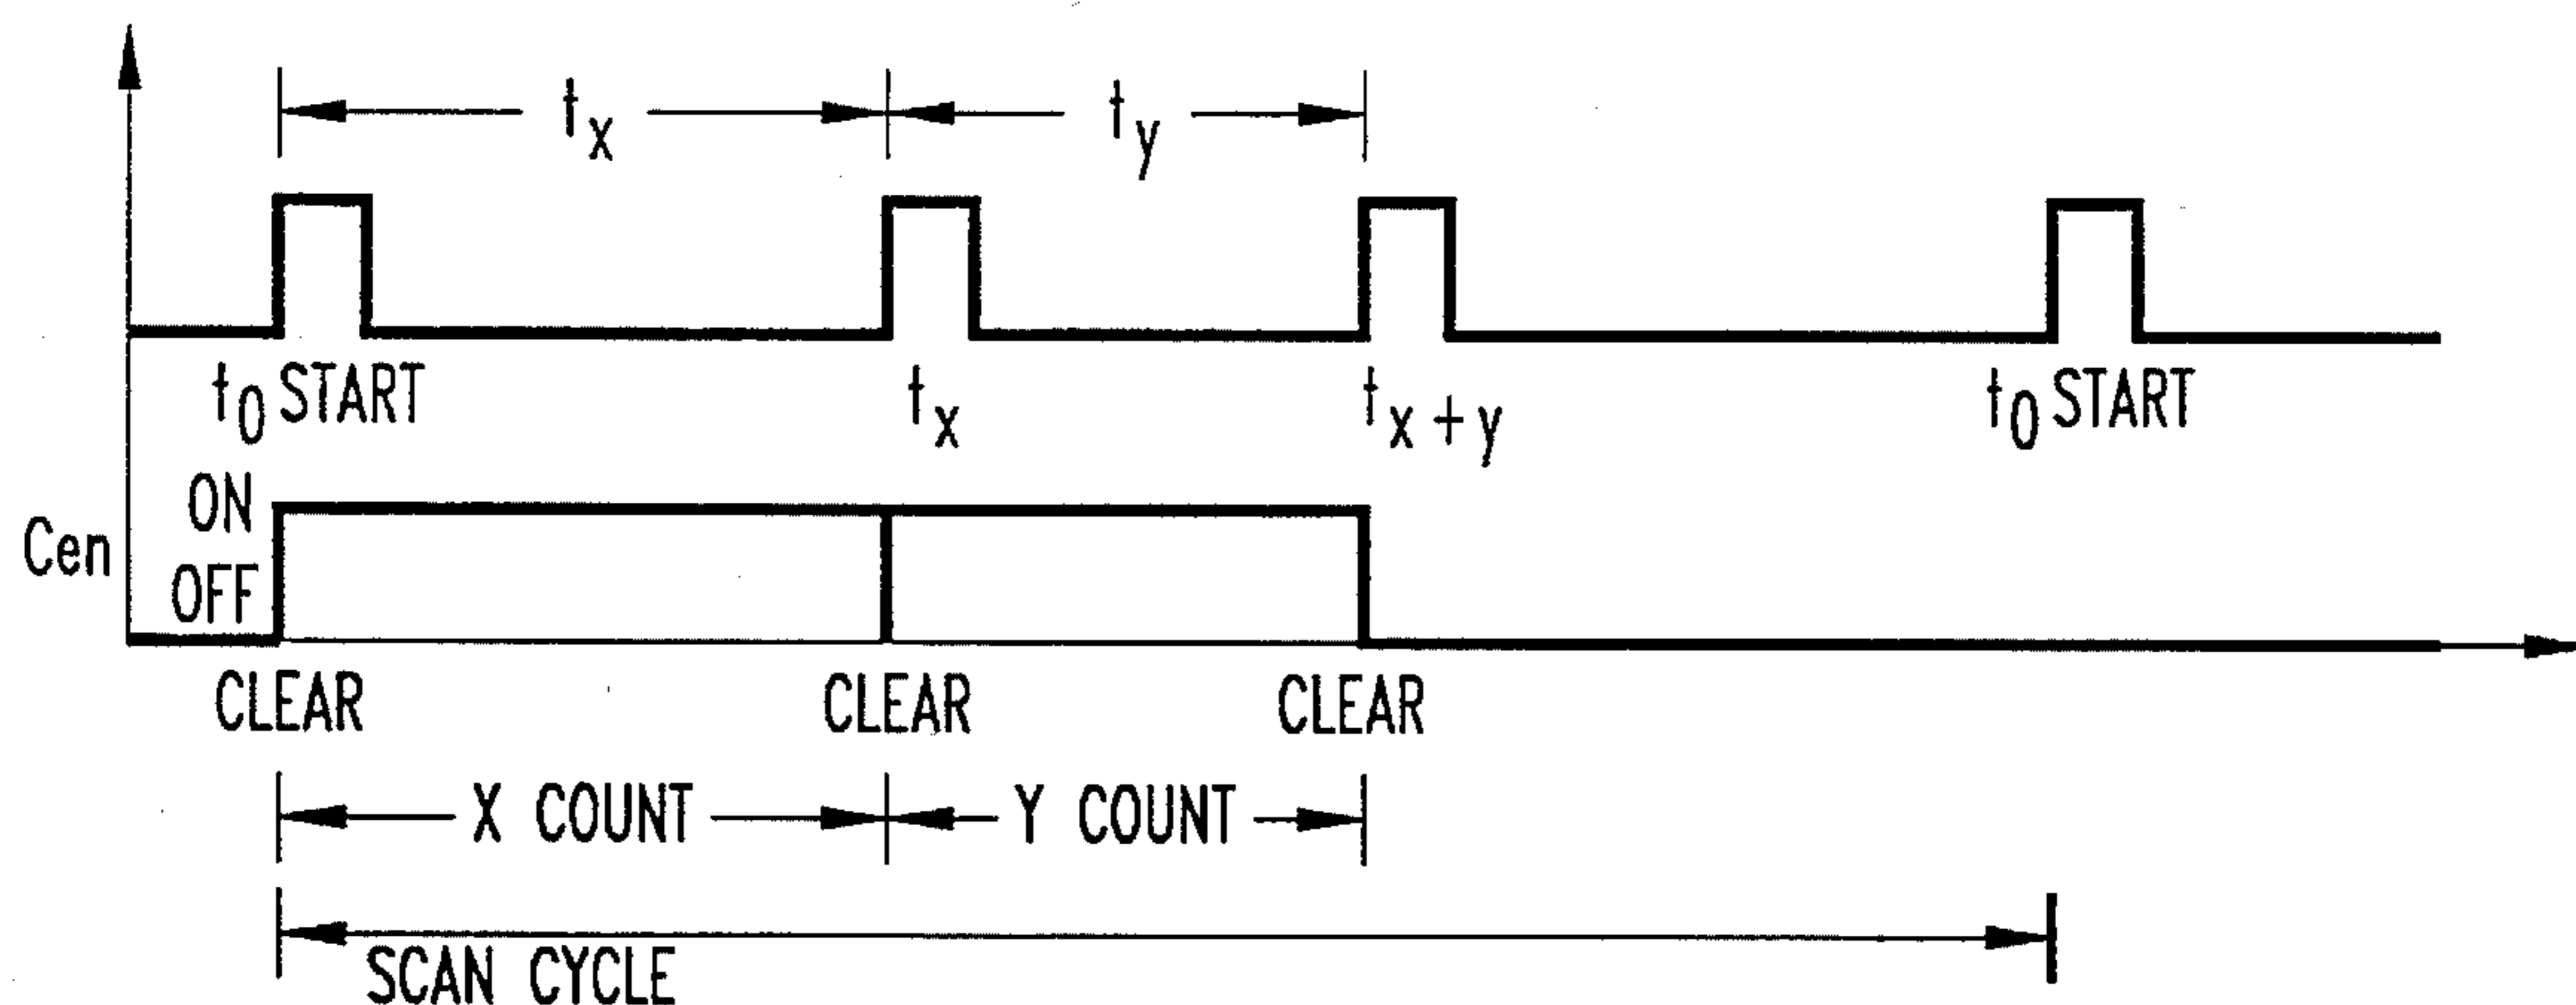 tx ty
t0 START tx tx+y t0 START
ON
Cen
OFF
CLEAR CLEAR CLEAR
X COUNT Y COUNT
SCAN CYCLE